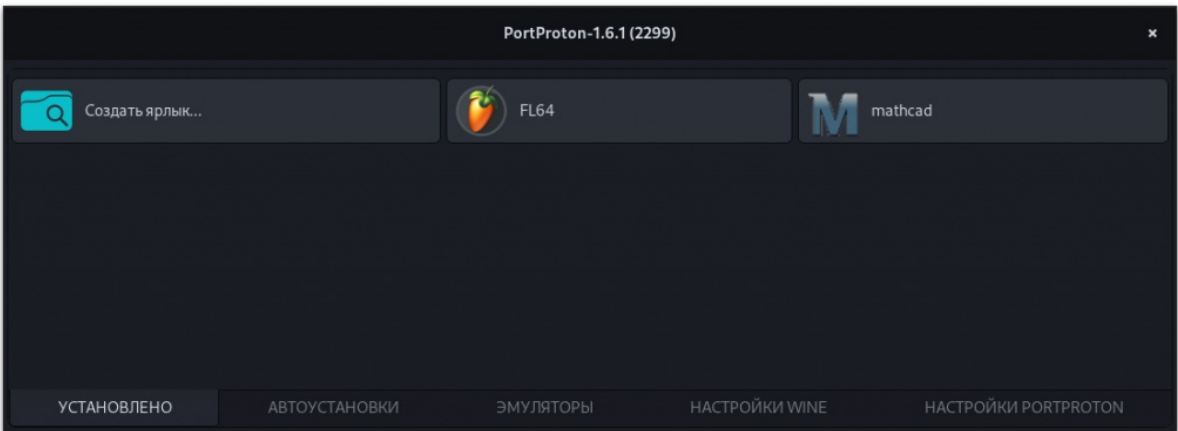 PortProton-1.6.1 (2299)
Создать ярлык...
FL64
mathcad
УСТАНОВЛЕНО
АВТОУСТАНОВКИ
ЭМУЛЯТОРЫ
НАСТРОЙКИ WINE
НАСТРОЙКИ PORTPROTON